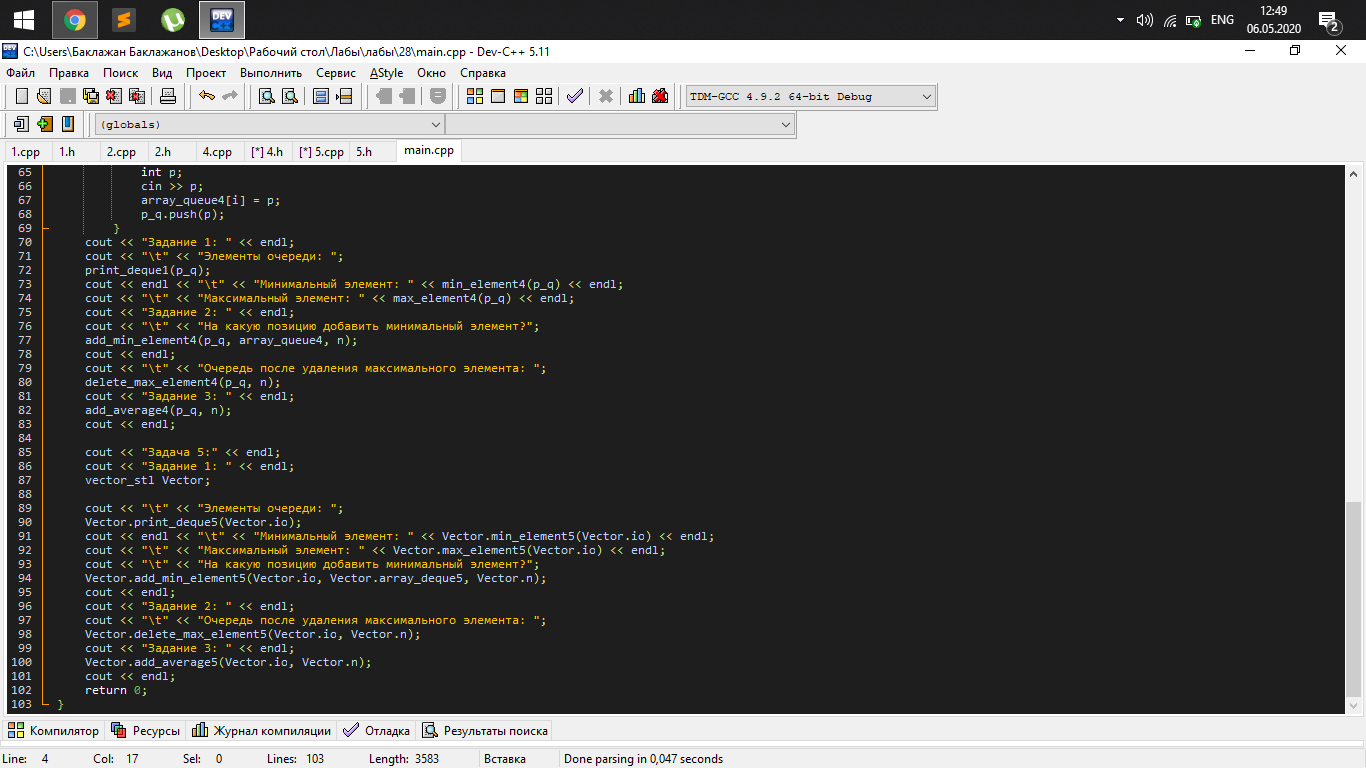 ENG
12:49
06.05.2020
2
DEV
C:\Users\Баклажан Баклажанов\Desktop\Рабочий стол\Лабы\лабы\28\main.cpp - Dev-C++ 5.11
Файл Правка Поиск Вид Проект Выполнить Сервис AStyle Окно Справка
TDM-GCC 4.9.2 64-bit Debug
(globals)
1.cpp 1.h 2.cpp 2.h 4.cpp [*] 4.h [*] 5.cpp 5.h main.cpp
65 int p;
66 cin >> p;
67 array_queue4[i] = p;
68 p_q.push(p);
69 }
70 cout << "Задание 1: " << endl;
71 cout << "\t" << "Элементы очереди: ";
72 print_deque1(p_q);
73 cout << endl << "\t" << "Минимальный элемент: " << min_element4(p_q) << endl;
74 cout << "\t" << "Максимальный элемент: " << max_element4(p_q) << endl;
75 cout << "Задание 2: " << endl;
76 cout << "\t" << "На какую позицию добавить минимальный элемент?";
77 add_min_element4(p_q, array_queue4, n);
78 cout << endl;
79 cout << "\t" << "Очередь после удаления максимального элемента: ";
80 delete_max_element4(p_q, n);
81 cout << "Задание 3: " << endl;
82 add_average4(p_q, n);
83 cout << endl;
84
85 cout << "Задача 5:" << endl;
86 cout << "Задание 1: " << endl;
87 vector_stl Vector;
88
89 cout << "\t" << "Элементы очереди: ";
90 Vector.print_deque5(Vector.io);
91 cout << endl << "\t" << "Минимальный элемент: " << Vector.min_element5(Vector.io) << endl;
92 cout << "\t" << "Максимальный элемент: " << Vector.max_element5(Vector.io) << endl;
93 cout << "\t" << "На какую позицию добавить минимальный элемент?";
94 Vector.add_min_element5(Vector.io, Vector.array_deque5, Vector.n);
95 cout << endl;
96 cout << "Задание 2: " << endl;
97 cout << "\t" << "Очередь после удаления максимального элемента: ";
98 Vector.delete_max_element5(Vector.io, Vector.n);
99 cout << "Задание 3: " << endl;
100 Vector.add_average5(Vector.io, Vector.n);
101 cout << endl;
102 return 0;
103 }
Компилятор Ресурсы Журнал компиляции Отладка Результаты поиска
Line: 4 Col: 17 Sel: 0 Lines: 103 Length: 3583 Вставка Done parsing in 0,047 seconds